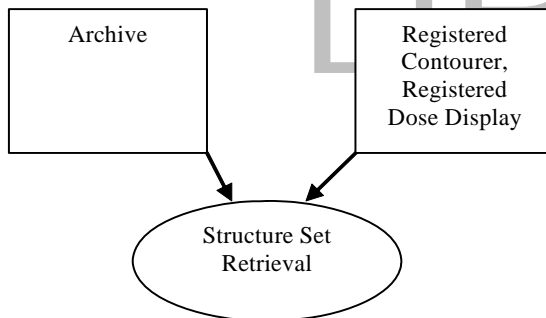 Archive
Registered
Contourer,
Registered
Dose Display
Structure Set
Retrieval